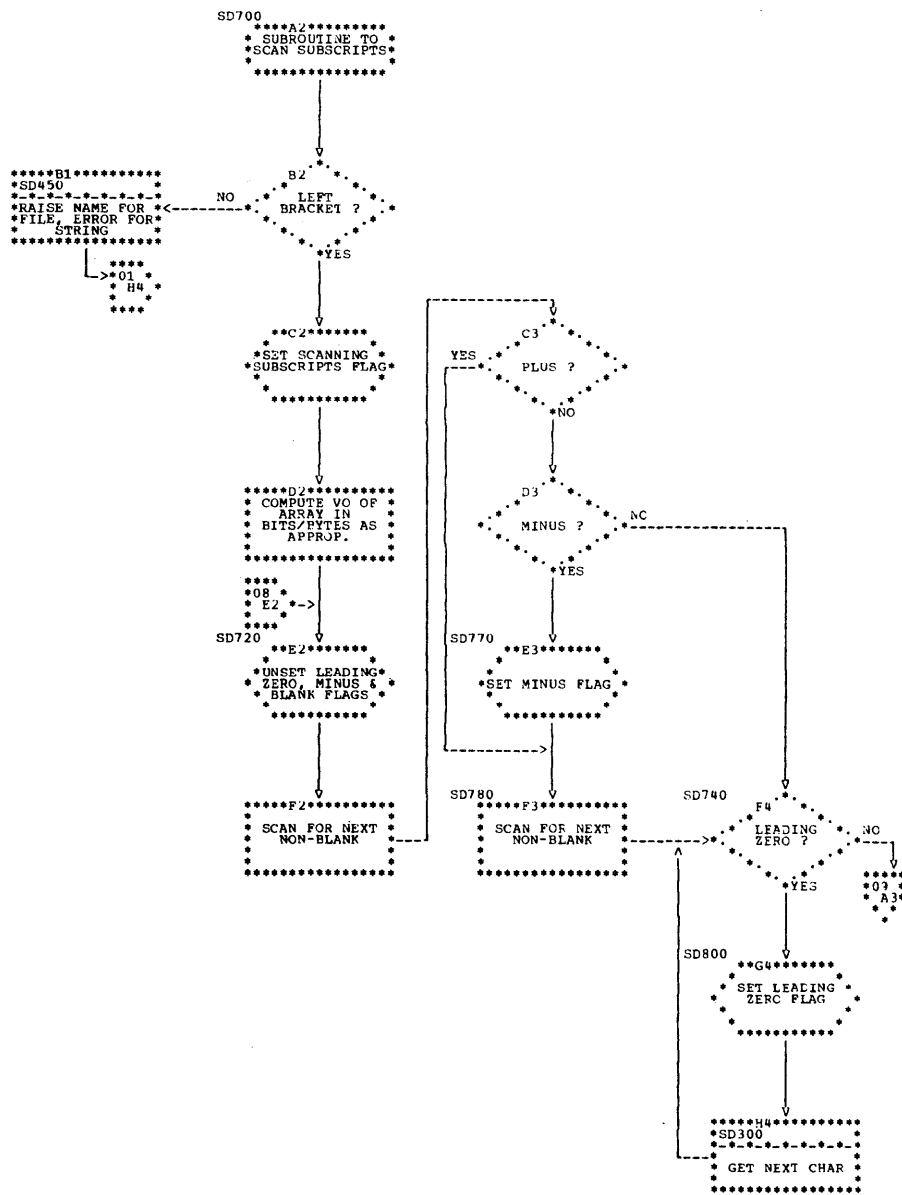 SD700
A2
SUBROUTINE TO
SCAN SUBSCRIPTS
B1
SD450
RAISE NAME FOR
FILE, ERROR FOR
STRING
NO
B2
LEFT
BRACKET ?
YES
01
H4
C2
SET SCANNING
SUBSCRIPTS FLAG
YES
C3
PLUS ?
NO
D2
COMPUTE VO OF
ARRAY IN
BITS/BYTES AS
APPROP.
D3
MINUS ?
NO
YES
08
E2
SD720
E2
UNSET LEADING
ZERO, MINUS &
BLANK FLAGS
SD770
E3
SET MINUS FLAG
F2
SCAN FOR NEXT
NON-BLANK
SD780
F3
SCAN FOR NEXT
NON-BLANK
SD740
F4
LEADING
ZERO ?
NO
YES
A3
SD800
G4
SET LEADING
ZERO FLAG
H4
SD300
GET NEXT CHAR